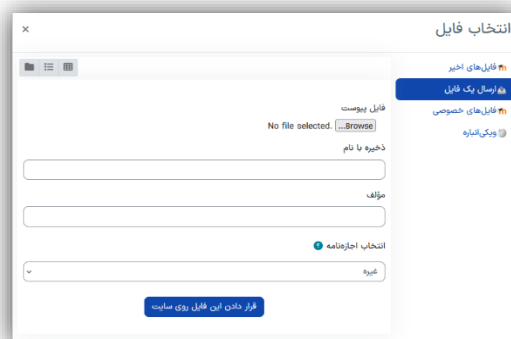 انتخاب فایل
×
فایل‌های اخیر
ارسال یک فایل
فایل‌های خصوصی
ویکی‌انباره
فایل پیوست
Browse... No file selected.
ذخیره با نام
مؤلف
انتخاب اجازه‌نامه
غیره
قرار دادن این فایل روی سایت